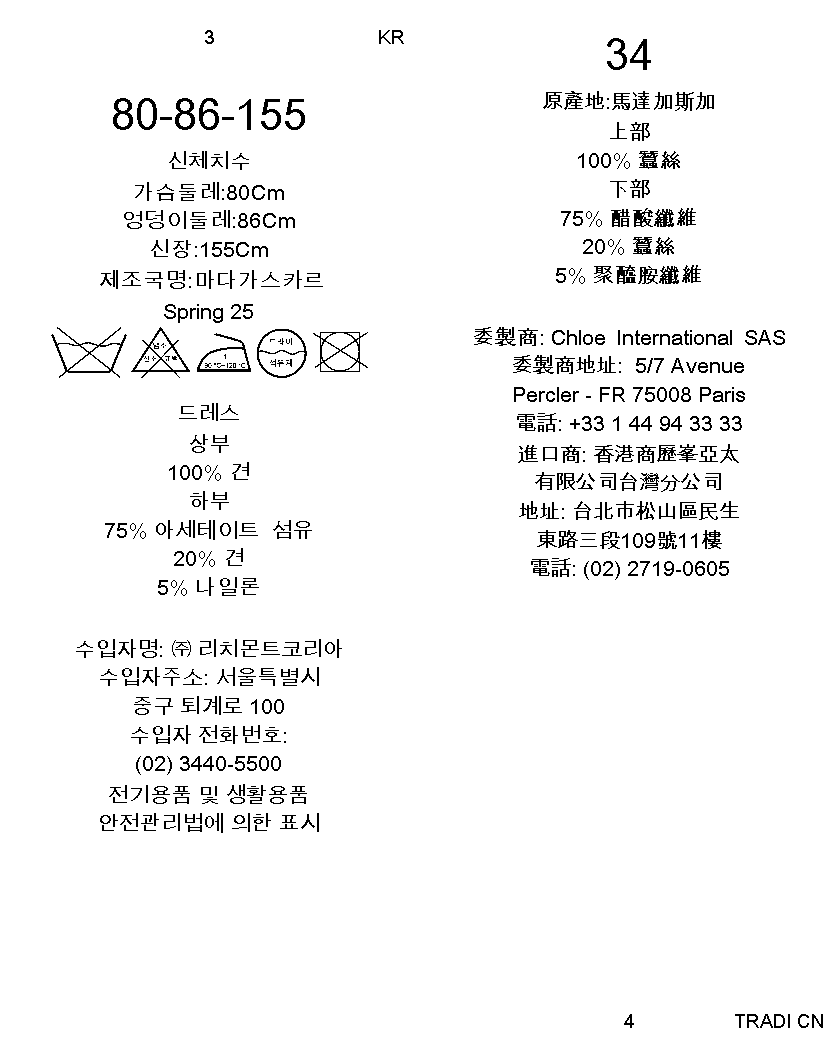 3
KR
80-86-155
신체치수
가슴둘레:80Cm
엉덩이둘레:86Cm
신장:155Cm
제조국명:마다가스카르
Spring 25
염소
산소 표백
1
80 °C~120 °C
드라이
석유계
드레스
상부
100% 견
하부
75% 아세테이트 섬유
20% 견
5% 나일론
수입자명: ㈜ 리치몬트코리아
수입자주소: 서울특별시
중구 퇴계로 100
수입자 전화번호:
(02) 3440-5500
전기용품 및 생활용품
안전관리법에 의한 표시
34
原產地:馬達加斯加
上部
100% 蠶絲
下部
75% 醋酸纖維
20% 蠶絲
5% 聚醯胺纖維
委製商: Chloe International SAS
委製商地址: 5/7 Avenue
Percler - FR 75008 Paris
電話: +33 1 44 94 33 33
進口商: 香港商歷峯亞太
有限公司台灣分公司
地址: 台北市松山區民生
東路三段109號11樓
電話: (02) 2719-0605
4
TRADI CN